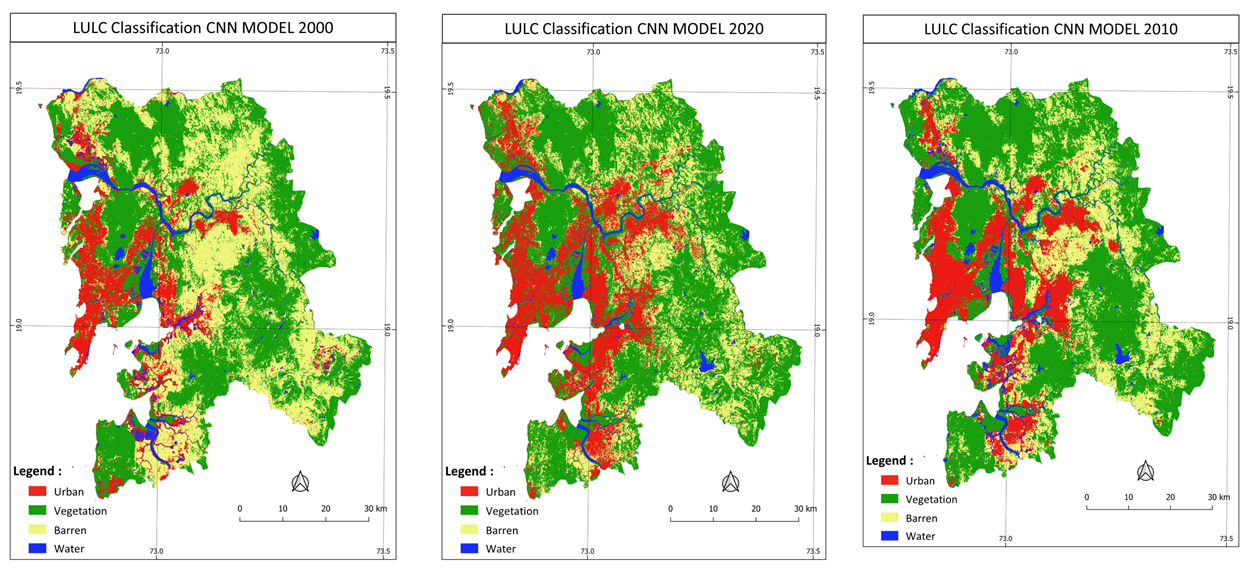 LULC Classification CNN MODEL 2000
73.0
73.5
19.5
19.5
19.0
19.0
Legend :
Urban
Vegetation
Barren
Water
0 10 20 30 km
73.0
73.5
LULC Classification CNN MODEL 2020
73.0
73.5
19.5
19.5
19.0
19.0
Legend :
Urban
Vegetation
Barren
Water
0 10 20 30 km
73.0
73.5
LULC Classification CNN MODEL 2010
73.0
73.5
19.5
19.5
19.0
19.0
Legend :
Urban
Vegetation
Barren
Water
0 10 20 30 km
73.0
73.5